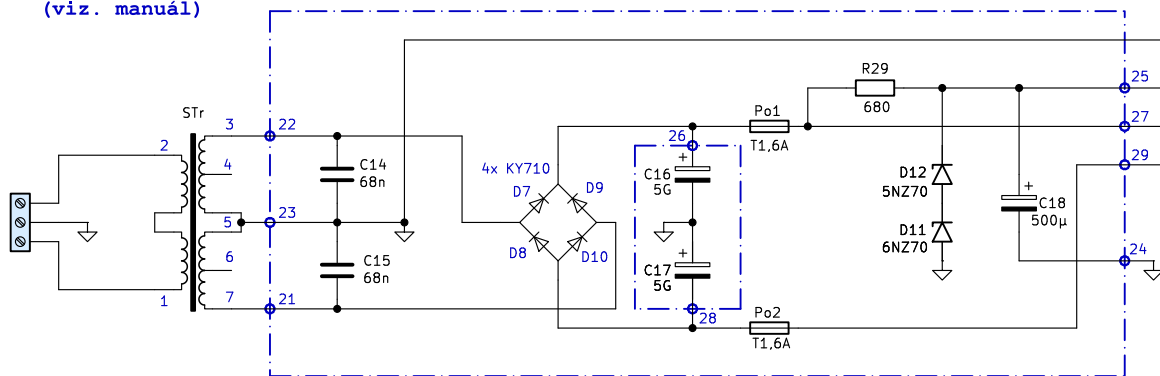 (viz. manuál)
R29
680
25
STr
Po1
T1,6A
27
3
22
2
4
C14
68n
4x KY710
26
29
D7
D9
C16
5G
D12
5NZ70
5
23
C18
500µ
D8
D10
D11
6NZ70
6
C15
68n
C17
5G
24
1
7
21
28
Po2
T1,6A